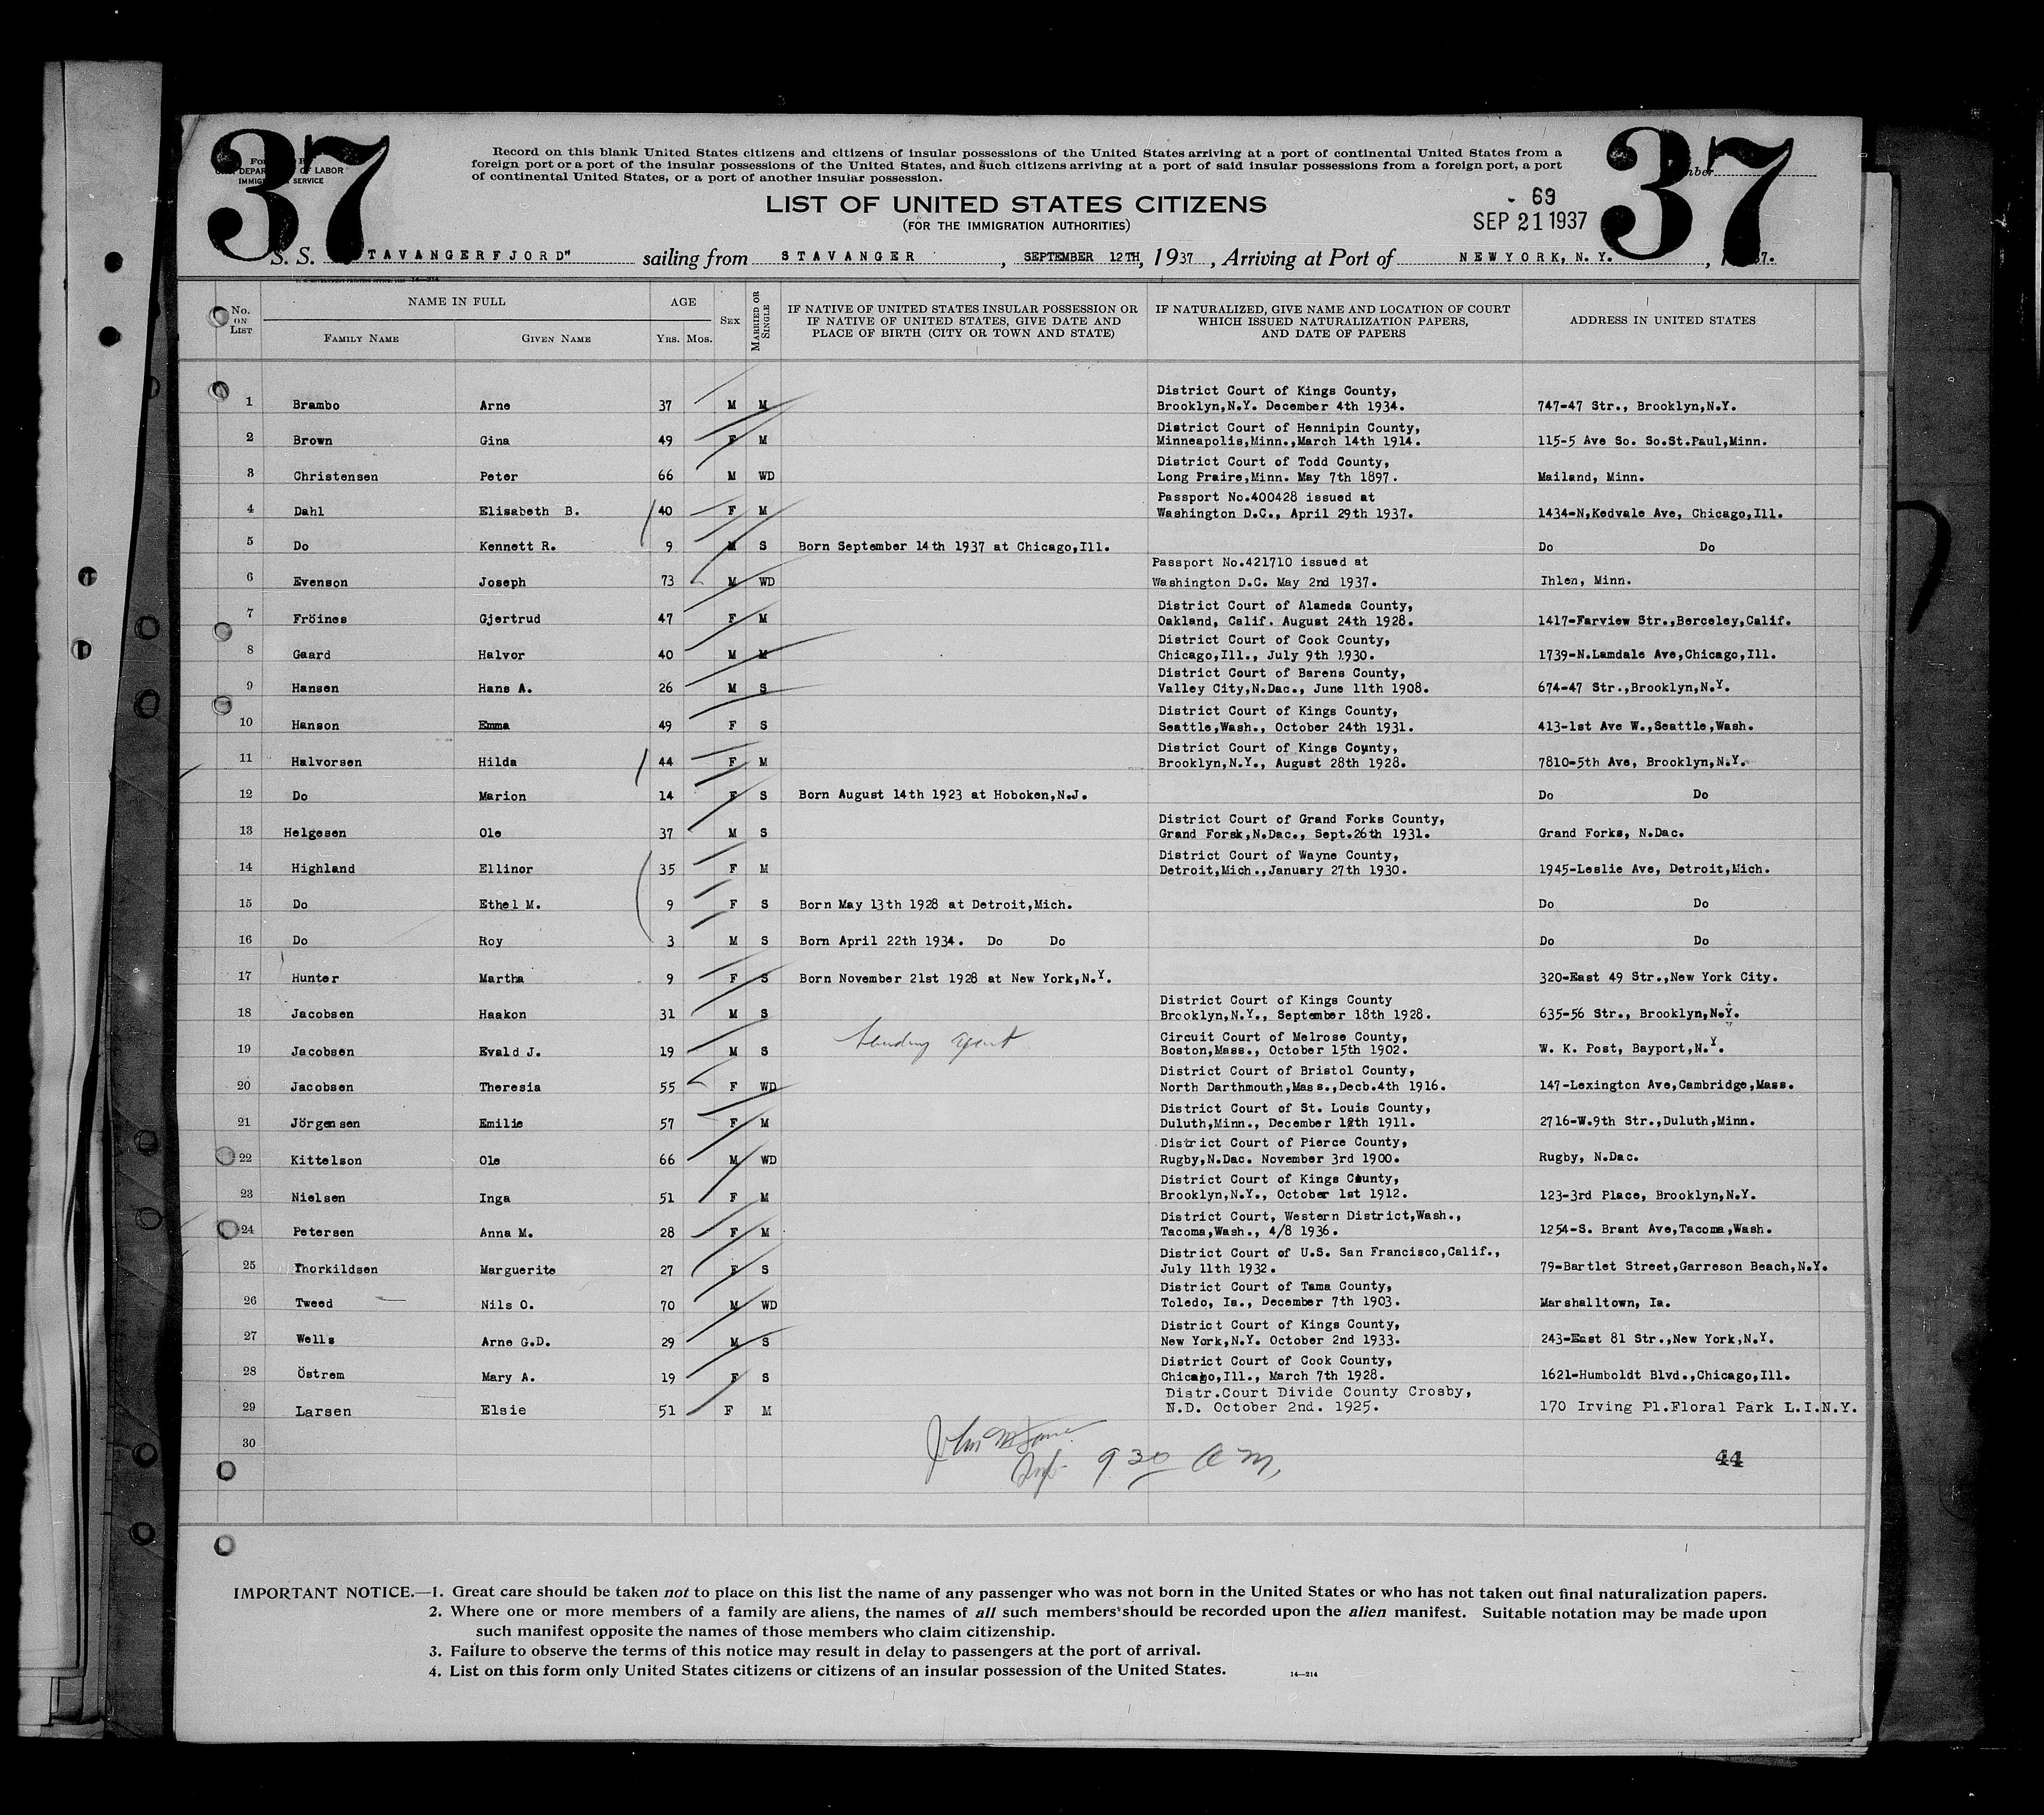 37
37
Record on this blank United States citizens and citizens of insular possessions of the United States arriving at a port of continental United States from a
foreign port or a port of the insular possessions of the United States, and such citizens arriving at a port of said insular possessions from a foreign port, a port
of continental United States, or a port of another insular possession.
OF LABOR
SERVICE
LIST OF UNITED STATES CITIZENS
(FOR THE IMMIGRATION AUTHORITIES)
- 69
SEP 21 1937
S. S. TAVANGERFJORD" sailing from STAVANGER, SEPTEMBER 12TH, 1937, Arriving at Port of NEWYORK, N. Y.
No. ON LIST NAME IN FULL AGE SEX MARRIED OR SINGLE IF NATIVE OF UNITED STATES INSULAR POSSESSION OR IF NATIVE OF UNITED STATES, GIVE DATE AND PLACE OF BIRTH (CITY OR TOWN AND STATE) IF NATURALIZED, GIVE NAME AND LOCATION OF COURT WHICH ISSUED NATURALIZATION PAPERS, AND DATE OF PAPERS ADDRESS IN UNITED STATES
FAMILY NAME GIVEN NAME YRS. MOS.
District Court of Kings County,
1 Brambo Arne 37 M M Brooklyn,N.Y. December 4th 1934. 747-47 Str., Brooklyn,N.Y.
District Court of Hennipin County,
2 Brown Gina 49 F M Minneapolis,Minn.,March 14th 1914. 115-5 Ave So. So.St.Paul,Minn.
District Court of Todd County,
3 Christensen Peter 66 M WD Long Praire,Minn. May 7th 1897. Mailand, Minn.
Passport No.400428 issued at
4 Dahl Elisabeth B. 40 F M Washington D.C., April 29th 1937. 1434-N,Kedvale Ave, Chicago,Ill.
5 Do Kennett R. 9 M S Born September 14th 1937 at Chicago,Ill. Do Do
Passport No.421710 issued at
6 Evenson Joseph 73 M WD Washington D.C. May 2nd 1937. Ihlen, Minn.
District Court of Alameda County,
7 Fröines Gjertrud 47 F M Oakland, Calif. August 24th 1928. 1417-Farview Str.,Berceley,Calif.
District Court of Cook County,
8 Gaard Halvor 40 M M Chicago,Ill., July 9th 1930. 1739-N.Lamdale Ave,Chicago,Ill.
District Court of Barens County,
9 Hansen Hans A. 26 M S Valley City,N.Dac., June 11th 1908. 674-47 Str.,Brooklyn,N.Y.
District Court of Kings County,
10 Hanson Emma 49 F S Seattle,Wash., October 24th 1931. 413-1st Ave W.,Seattle,Wash.
District Court of Kings County,
11 Halvorsen Hilda 44 F M Brooklyn,N.Y., August 28th 1928. 7810-5th Ave, Brooklyn,N.Y.
12 Do Marion 14 F S Born August 14th 1923 at Hoboken,N.J. Do Do
District Court of Grand Forks County,
13 Helgesen Ole 37 M S Grand Forsk,N.Dac., Sept.26th 1931. Grand Forks, N.Dac.
District Court of Wayne County,
14 Highland Ellinor 35 F M Detroit,Mich.,January 27th 1930. 1945-Leslie Ave, Detroit,Mich.
15 Do Ethel M. 9 F S Born May 13th 1928 at Detroit,Mich. Do Do
16 Do Roy 3 M S Born April 22th 1934. Do Do Do Do
17 Hunter Martha 9 F S Born November 21st 1928 at New York,N.Y. 320-East 49 Str.,New York City.
District Court of Kings County
18 Jacobsen Haakon 31 M S Brooklyn,N.Y., September 18th 1928. 635-56 Str., Brooklyn,N.Y.
Circuit Court of Melrose County,
19 Jacobsen Evald J. 19 M S Boston,Mass., October 15th 1902. W. K. Post, Bayport,N.Y.
District Court of Bristol County,
20 Jacobsen Theresia 55 F WD North Darthmouth,Mass.,Decb.4th 1916. 147-Lexington Ave,Cambridge,Mass.
District Court of St. Louis County,
21 Jörgensen Emilie 57 F M Duluth,Minn., December 12th 1911. 2716-W.9th Str.,Duluth,Minn.
District Court of Pierce County,
22 Kittelson Ole 66 M WD Rugby,N.Dac. November 3rd 1900. Rugby, N.Dac.
District Court of Kings County,
23 Nielsen Inga 51 F M Brooklyn,N.Y., October 1st 1912. 123-3rd Place, Brooklyn,N.Y.
District Court, Western District,Wash.,
24 Petersen Anna M. 28 F M Tacoma,Wash., 4/8 1936. 1254-S. Brant Ave,Tacoma,Wash.
District Court of U.S. San Francisco,Calif.,
25 Thorkildsen Marguerite 27 F S July 11th 1932. 79-Bartlet Street,Garreson Beach,N.Y.
District Court of Tama County,
26 Tweed Nils O. 70 M WD Toledo, Ia., December 7th 1903. Marshalltown, Ia.
District Court of Kings County,
27 Wells Arne G.D. 29 M S New York,N.Y. October 2nd 1933. 243-East 81 Str.,New York,N.Y.
District Court of Cook County,
28 Östrem Mary A. 19 F S Chicago,Ill., March 7th 1928. 1621-Humboldt Blvd.,Chicago,Ill.
Distr.Court Divide County Crosby,
29 Larsen Elsie 51 F M N.D. October 2nd. 1925. 170 Irving Pl.Floral Park L.I.N.Y.
30
John
9 30 A M,
44
IMPORTANT NOTICE.—1. Great care should be taken not to place on this list the name of any passenger who was not born in the United States or who has not taken out final naturalization papers.
2. Where one or more members of a family are aliens, the names of all such members should be recorded upon the alien manifest. Suitable notation may be made upon
such manifest opposite the names of those members who claim citizenship.
3. Failure to observe the terms of this notice may result in delay to passengers at the port of arrival.
4. List on this form only United States citizens or citizens of an insular possession of the United States. 14—214